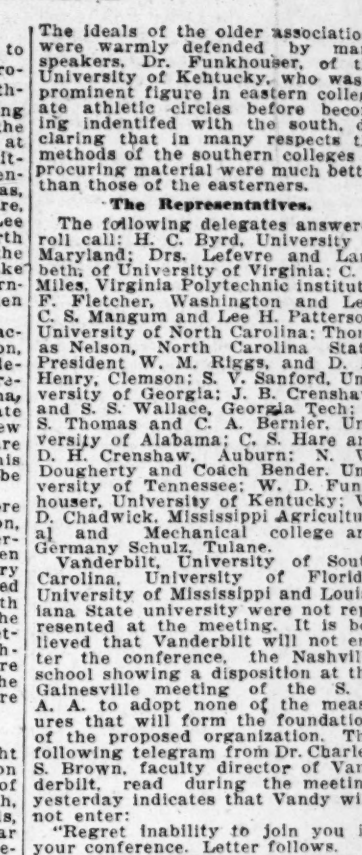 The ideals of the older associatio
were warmly defended by ma
speakers, Dr. Funkhouser, of t
University of Kentucky, who was
prominent figure in eastern colle
ate athletic circles before beco
ing indentifed with the south, d
claring that in many respects t
methods of the southern colleges
procuring material were much bett
than those of the easterners.
The Representatives.
The following delegates answer
roll call: H. C. Byrd, University
Maryland; Drs. Lefevre and La
beth, of University of Virginia; C.
Miles, Virginia Polytechnic institut
F. Fletcher, Washington and Le
C. S. Mangum and Lee H. Patterso
University of North Carolina; Thom
as Nelson, North Carolina Stat
President W. M. Riggs, and D.
Henry, Clemson; S. V. Sanford, Un
versity of Georgia; J. B. Crensha
and S. S. Wallace, Georgia Tech;
S. Thomas and C. A. Bernier, Un
versity of Alabama; C. S. Hare an
D. H. Crenshaw, Auburn; N.
Dougherty and Coach Bender, Un
versity of Tennessee; W. D. Fun
houser, University of Kentucky;
D. Chadwick, Mississippi Agricultu
al and Mechanical college an
Germany Schulz, Tulane.
Vanderbilt, University of Sout
Carolina, University of Florid
University of Mississippi and Loui
iana State university were not re
resented at the meeting. It is b
lieved that Vanderbilt will not e
ter the conference, the Nashvill
school showing a disposition at th
Gainesville meeting of the S.
A. A. to adopt none of the meas
ures that will form the foundatio
of the proposed organization. Th
following telegram from Dr. Charle
S. Brown, faculty director of Van
derbilt, read during the meetin
yesterday indicates that Vandy wi
not enter:
"Regret inability to join you i
your conference. Letter follows.